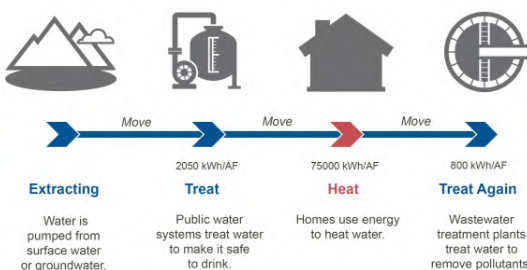 Move
Move
Move
2050 kWh/AF
75000 kWh/AF
800 kWh/AF
Extracting
Treat
Heat
Treat Again
Water is
pumped from
surface water
or groundwater.
Public water
systems treat water
to make it safe
to drink.
Homes use energy
to heat water.
Wastewater
treatment plants
treat water to
remove pollutants